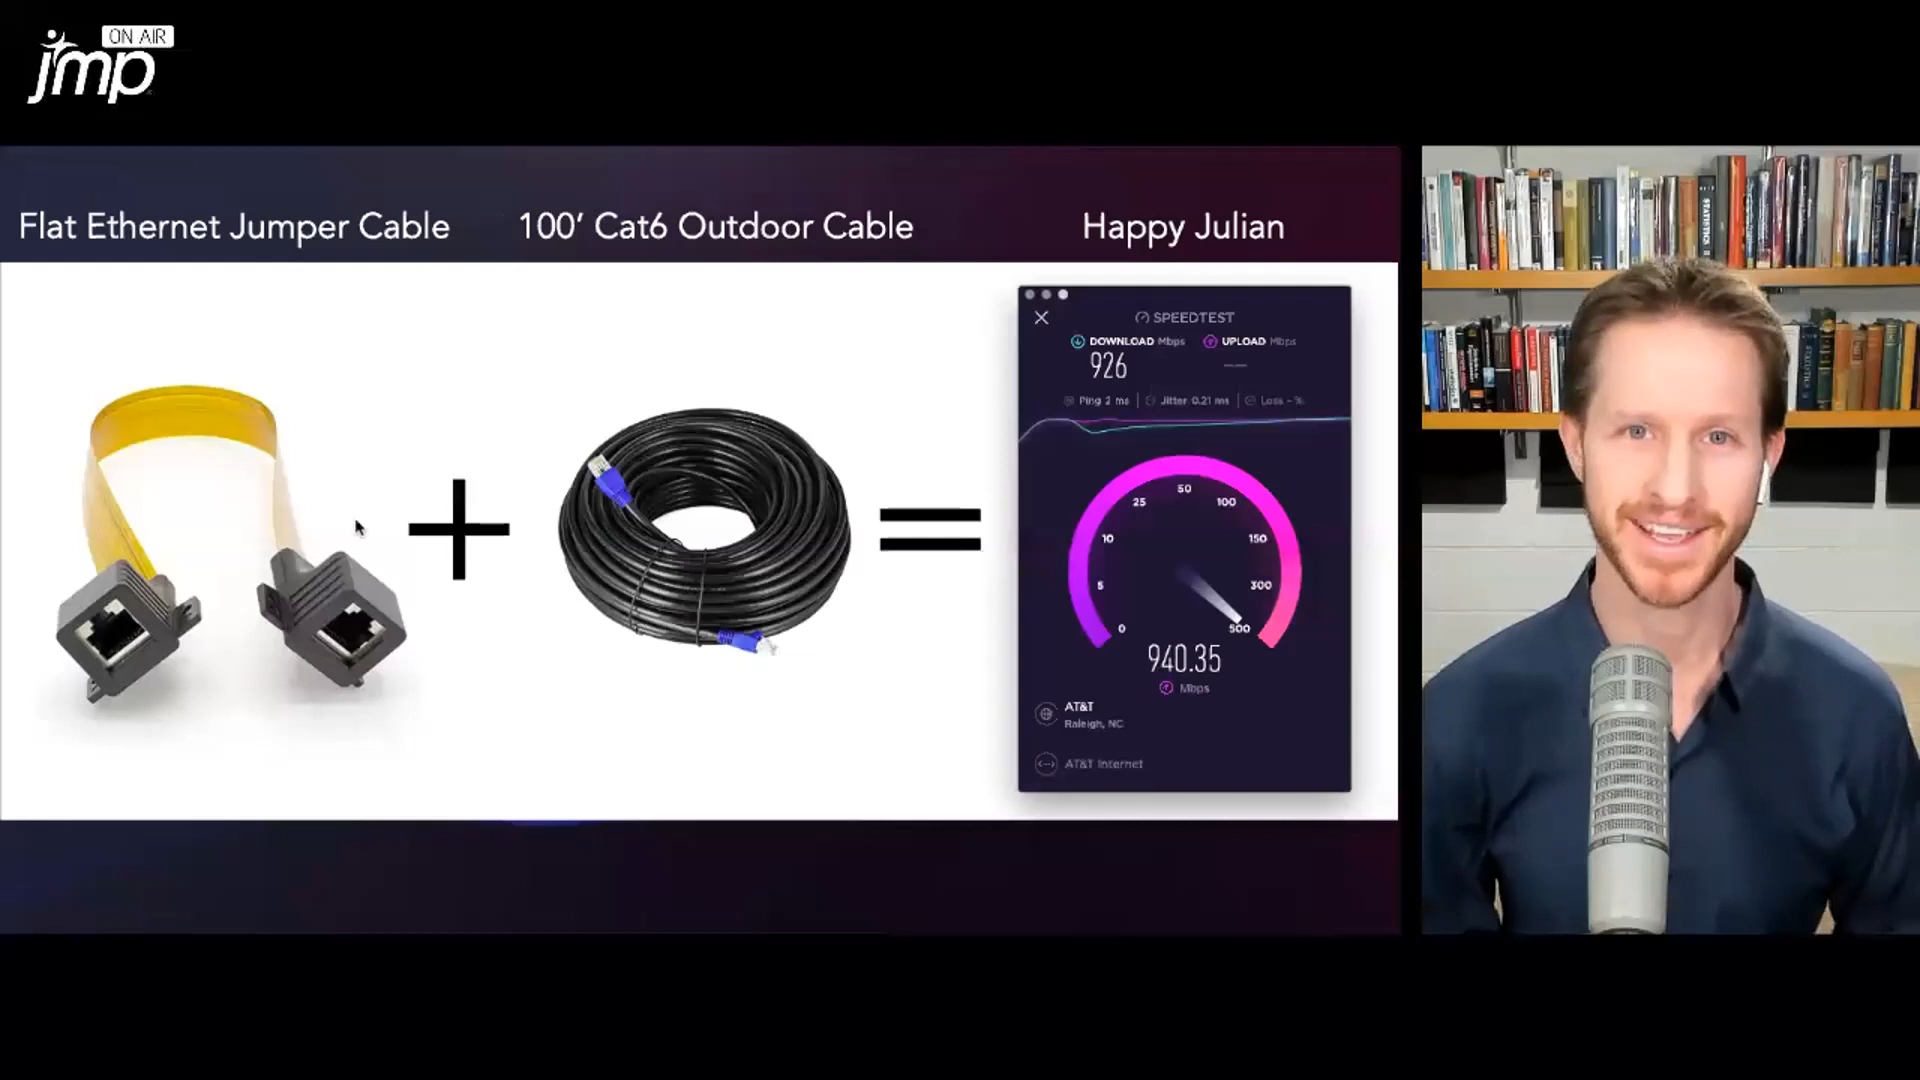 ON AIR
jmp
Flat Ethernet Jumper Cable
100’ Cat6 Outdoor Cable
Happy Julian
SPEEDTEST
DOWNLOAD Mbps
UPLOAD Mbps
926
Ping 2 ms
Jitter 0.21 ms
Loss - %
0
5
10
25
50
100
150
300
500
940.35
Mbps
AT&T
Raleigh, NC
AT&T Internet
STATISTICS